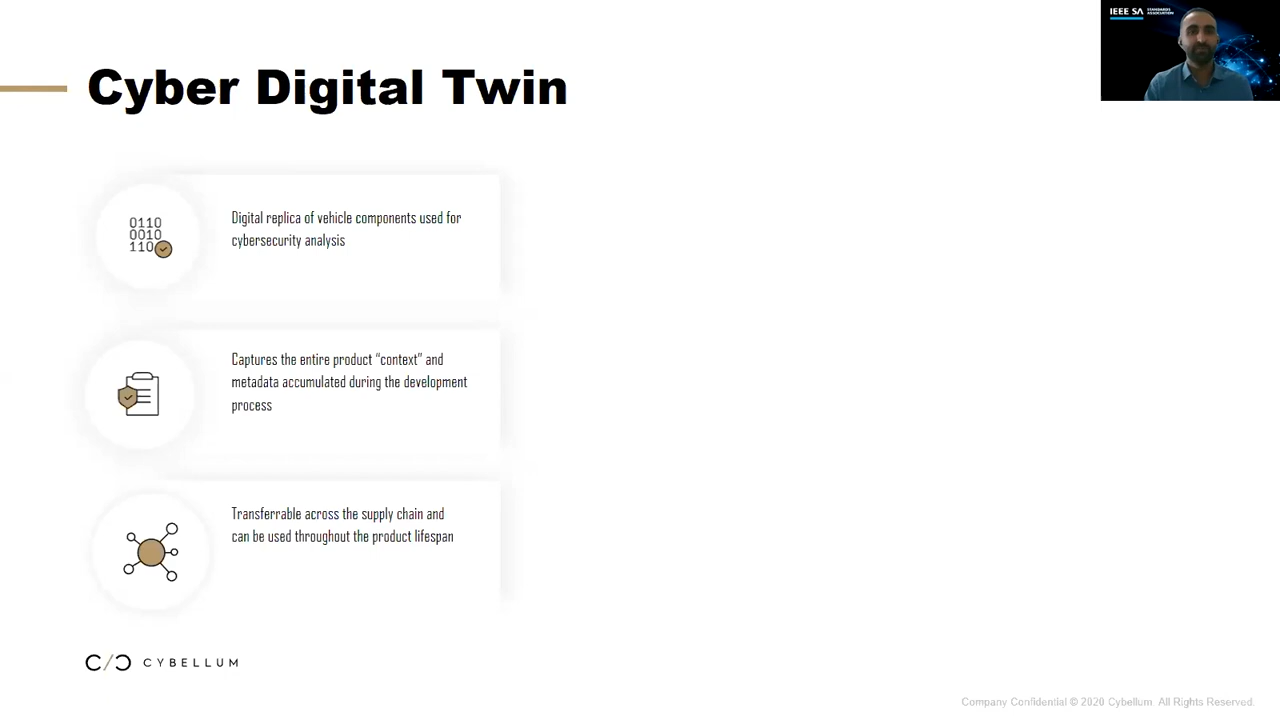 IEEE SA STANDARDS
ASSOCIATION
Cyber Digital Twin
0110
0010
110
Digital replica of vehicle components used for
cybersecurity analysis
Captures the entire product “context” and
metadata accumulated during the development
process
Transferrable across the supply chain and
can be used throughout the product lifespan
C/C CYBELLUM
Company Confidential © 2020 Cybellum. All Rights Reserved.